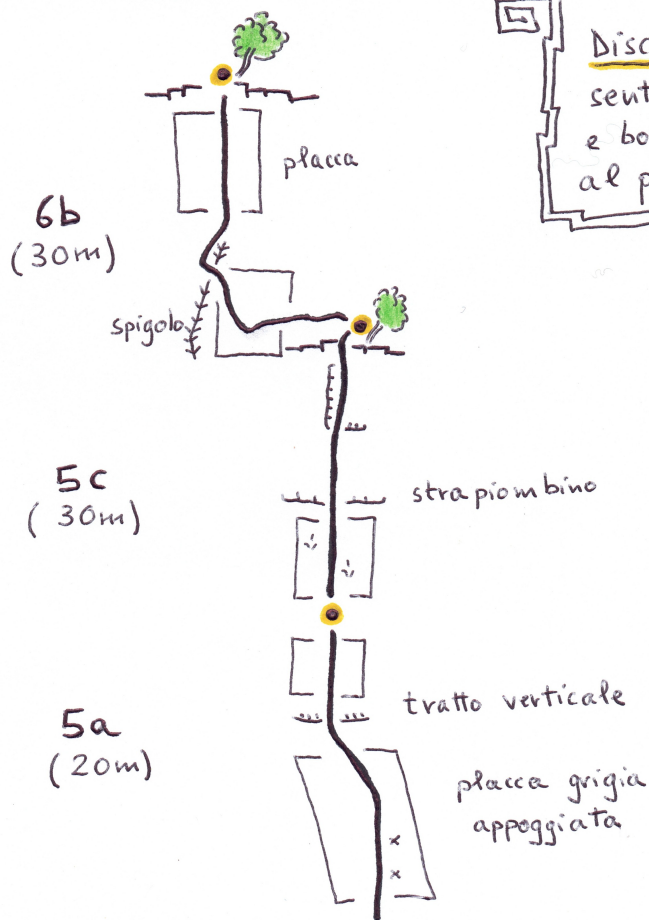 Disc
sent
e bo
al p
placca
6b
(30m)
spigolo
5c
(30m)
strapiombino
tratto verticale
5a
(20m)
placca grigia
appoggiata